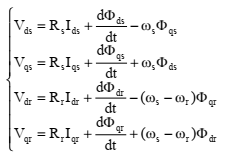 V_ds = R_s I_ds + dΦ_ds/dt − ω_s Φ_qs
V_qs = R_s I_qs + dΦ_qs/dt + ω_s Φ_ds
V_dr = R_r I_dr + dΦ_dr/dt − (ω_s − ω_r) Φ_qr
V_qr = R_r I_qr + dΦ_qr/dt + (ω_s − ω_r) Φ_dr